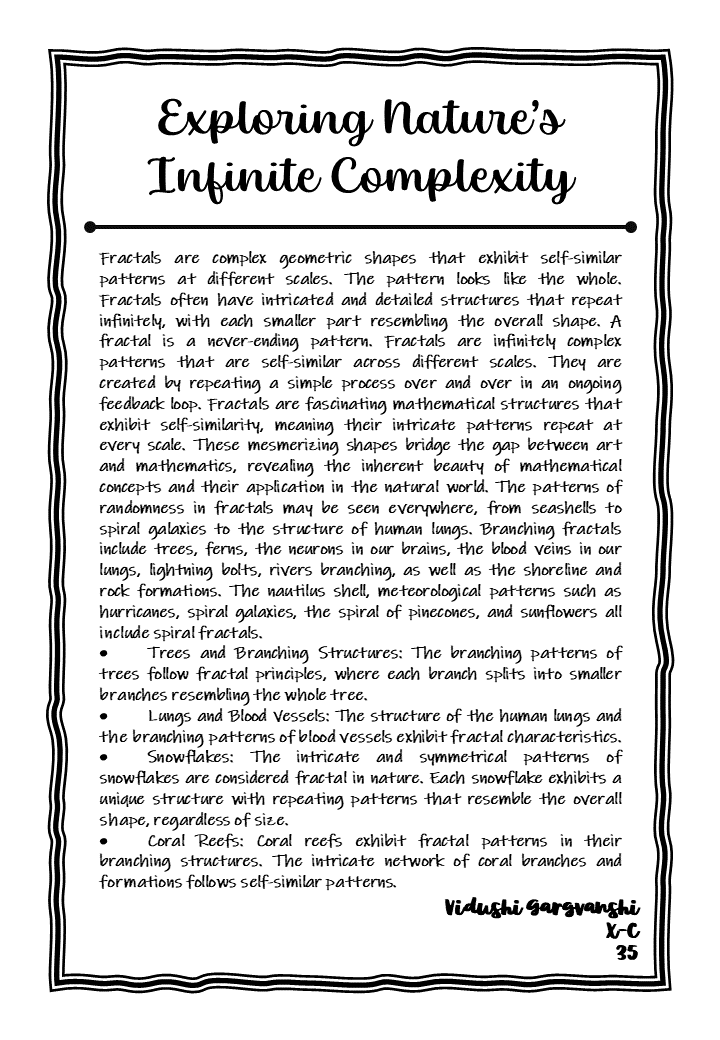 Exploring Nature's
Infinite Complexity
Fractals are complex geometric shapes that exhibit self-similar
patterns at different scales. The pattern looks like the whole.
Fractals often have intricated and detailed structures that repeat
infinitely, with each smaller part resembling the overall shape. A
fractal is a never-ending pattern. Fractals are infinitely complex
patterns that are self-similar across different scales. They are
created by repeating a simple process over and over in an ongoing
feedback loop. Fractals are fascinating mathematical structures that
exhibit self-similarity, meaning their intricate patterns repeat at
every scale. These mesmerizing shapes bridge the gap between art
and mathematics, revealing the inherent beauty of mathematical
concepts and their application in the natural world. The patterns of
randomness in fractals may be seen everywhere, from seashells to
spiral galaxies to the structure of human lungs. Branching fractals
include trees, ferns, the neurons in our brains, the blood veins in our
lungs, lightning bolts, rivers branching, as well as the shoreline and
rock formations. The nautilus shell, meteorological patterns such as
hurricanes, spiral galaxies, the spiral of pinecones, and sunflowers all
include spiral fractals.
• Trees and Branching Structures: The branching patterns of
trees follow fractal principles, where each branch splits into smaller
branches resembling the whole tree.
• Lungs and Blood Vessels: The structure of the human lungs and
the branching patterns of blood vessels exhibit fractal characteristics.
• Snowflakes: The intricate and symmetrical patterns of
snowflakes are considered fractal in nature. Each snowflake exhibits a
unique structure with repeating patterns that resemble the overall
shape, regardless of size.
• Coral Reefs: Coral reefs exhibit fractal patterns in their
branching structures. The intricate network of coral branches and
formations follows self-similar patterns.
Vidushi Gargvanshi
X-C
35